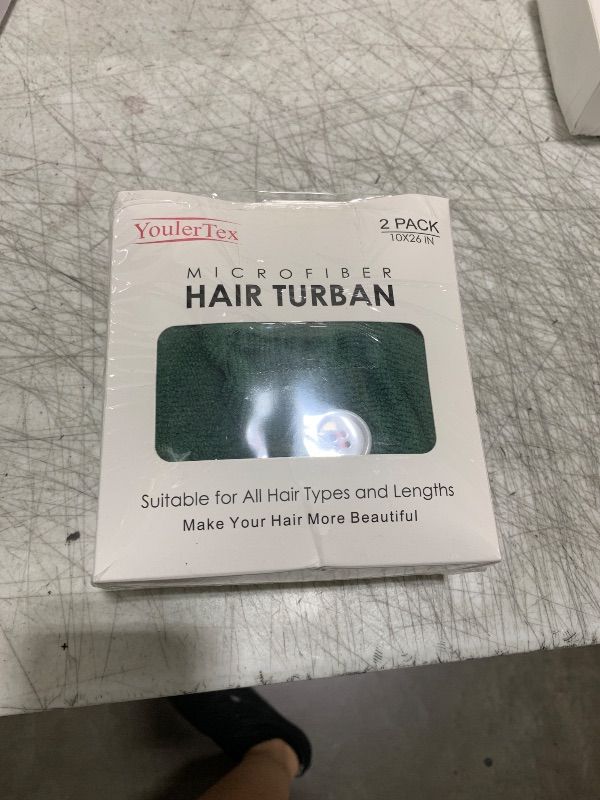 YoulerTex
2 PACK
10X26 IN
MICROFIBER
HAIR TURBAN
Suitable for All Hair Types and Lengths
Make Your Hair More Beautiful